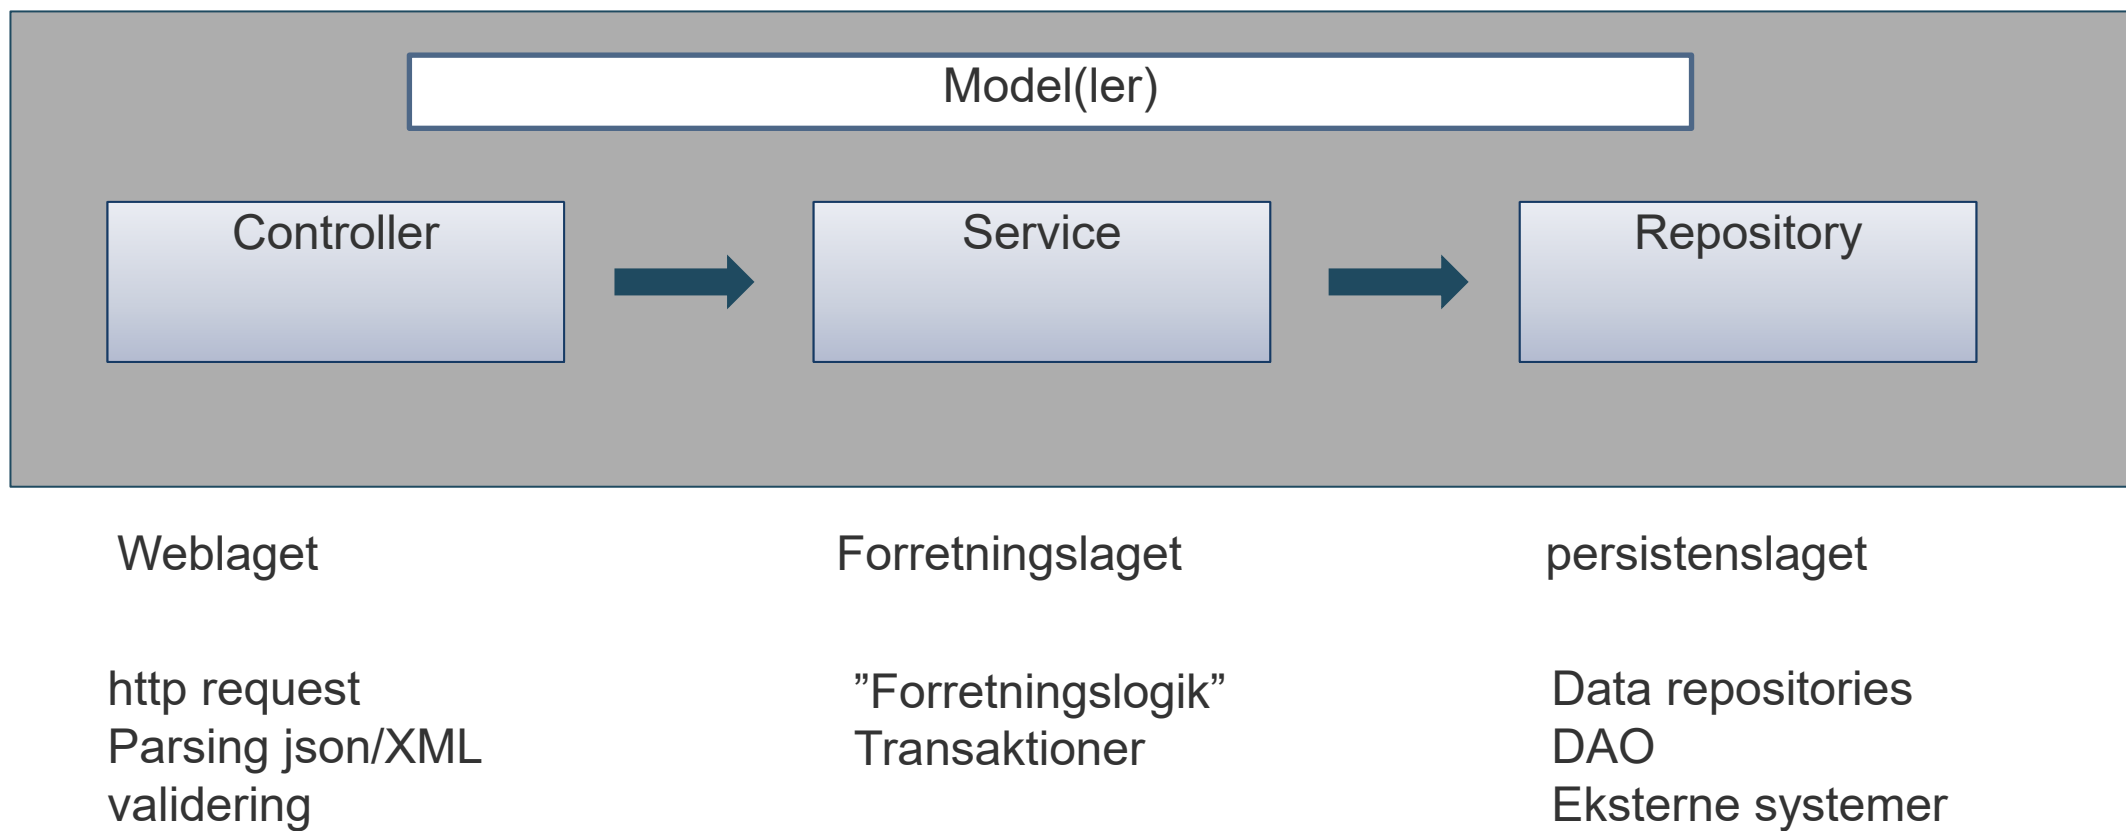 Model(ler)
Controller
Service
Repository
Weblaget
Forretningslaget
persistenslaget
http request
Parsing json/XML
validering
”Forretningslogik”
Transaktioner
Data repositories
DAO
Eksterne systemer